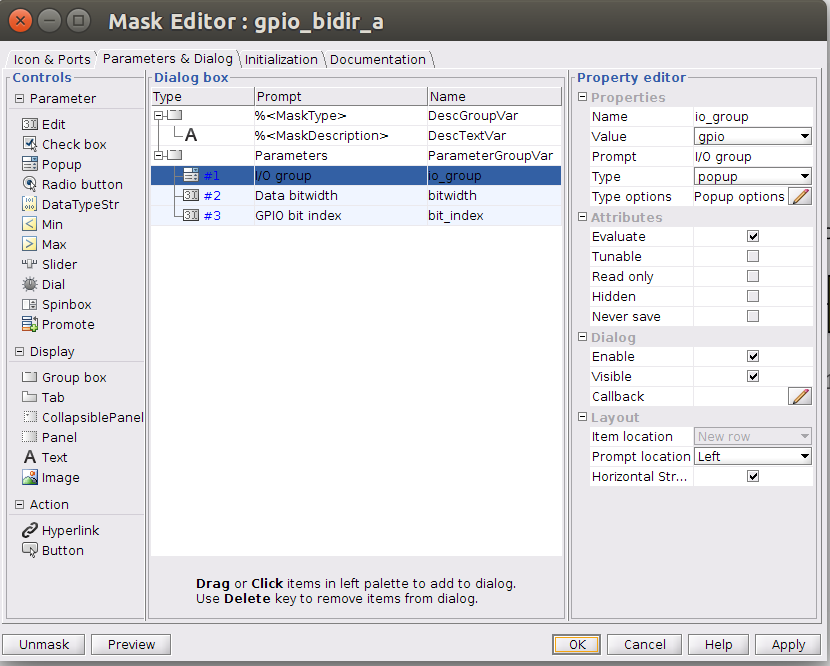 Mask Editor : gpio_bidir_a
Icon & Ports
Parameters & Dialog
Initialization
Documentation
Controls
Parameter
Edit
Check box
Popup
Radio button
DataTypeStr
Min
Max
Slider
Dial
Spinbox
Promote
Display
Group box
Tab
CollapsiblePanel
Panel
A Text
Image
Action
Hyperlink
Button
Dialog box
Type Prompt Name
%<MaskType> DescGroupVar
A %<MaskDescription> DescTextVar
Parameters ParameterGroupVar
#1 I/O group io_group
#2 Data bitwidth bitwidth
#3 GPIO bit index bit_index
Drag or Click items in left palette to add to dialog.
Use Delete key to remove items from dialog.
Property editor
Properties
Name io_group
Value gpio
Prompt I/O group
Type popup
Type options Popup options
Attributes
Evaluate
Tunable
Read only
Hidden
Never save
Dialog
Enable
Visible
Callback
Layout
Item location New row
Prompt location Left
Horizontal Str...
Unmask
Preview
OK
Cancel
Help
Apply